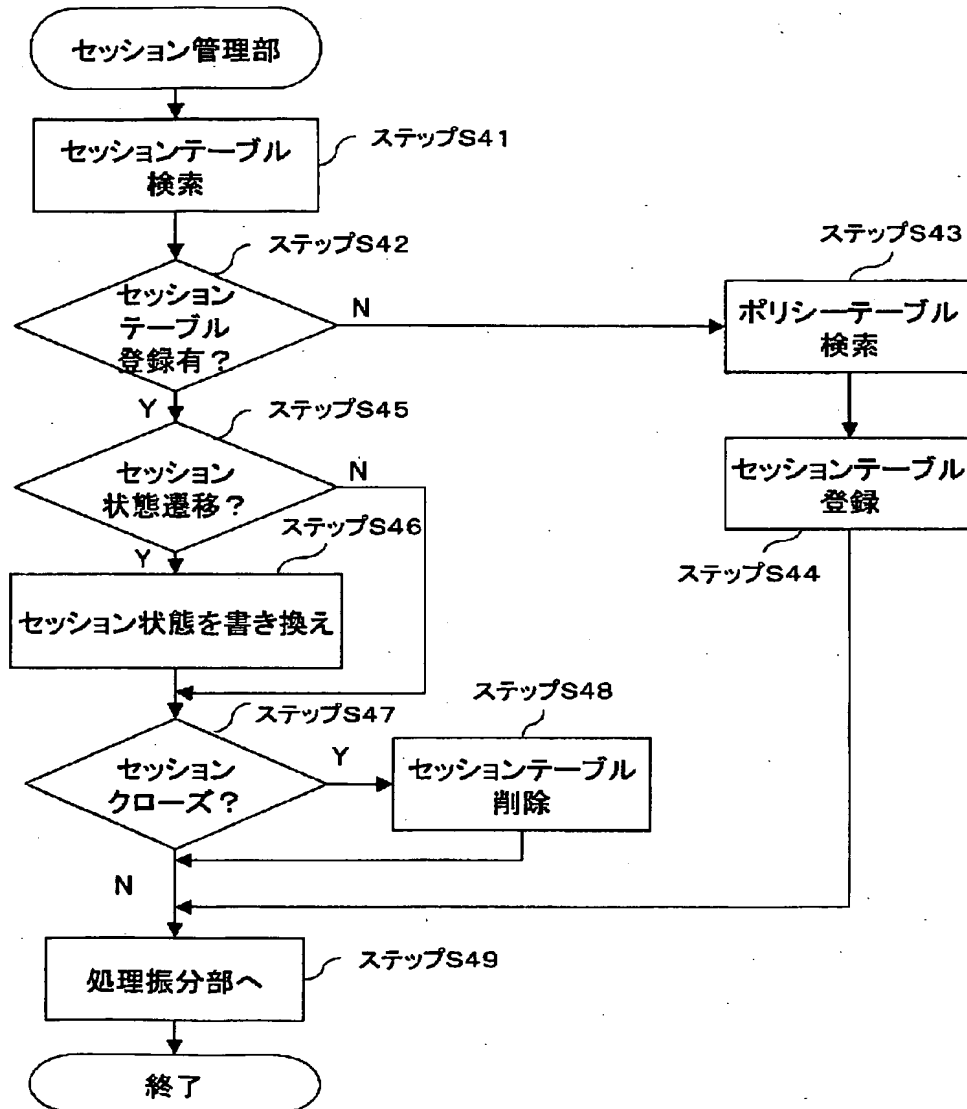 セッション管理部
ステップS41
セッションテーブル
検索
ステップS42
セッション
テーブル
登録有？
N
Y
ステップS43
ポリシーテーブル
検索
セッションテーブル
登録
ステップS44
ステップS45
セッション
状態遷移？
N
Y
ステップS46
セッション状態を書き換え
ステップS47
セッション
クローズ？
Y
N
ステップS48
セッションテーブル
削除
ステップS49
処理振分部へ
終了